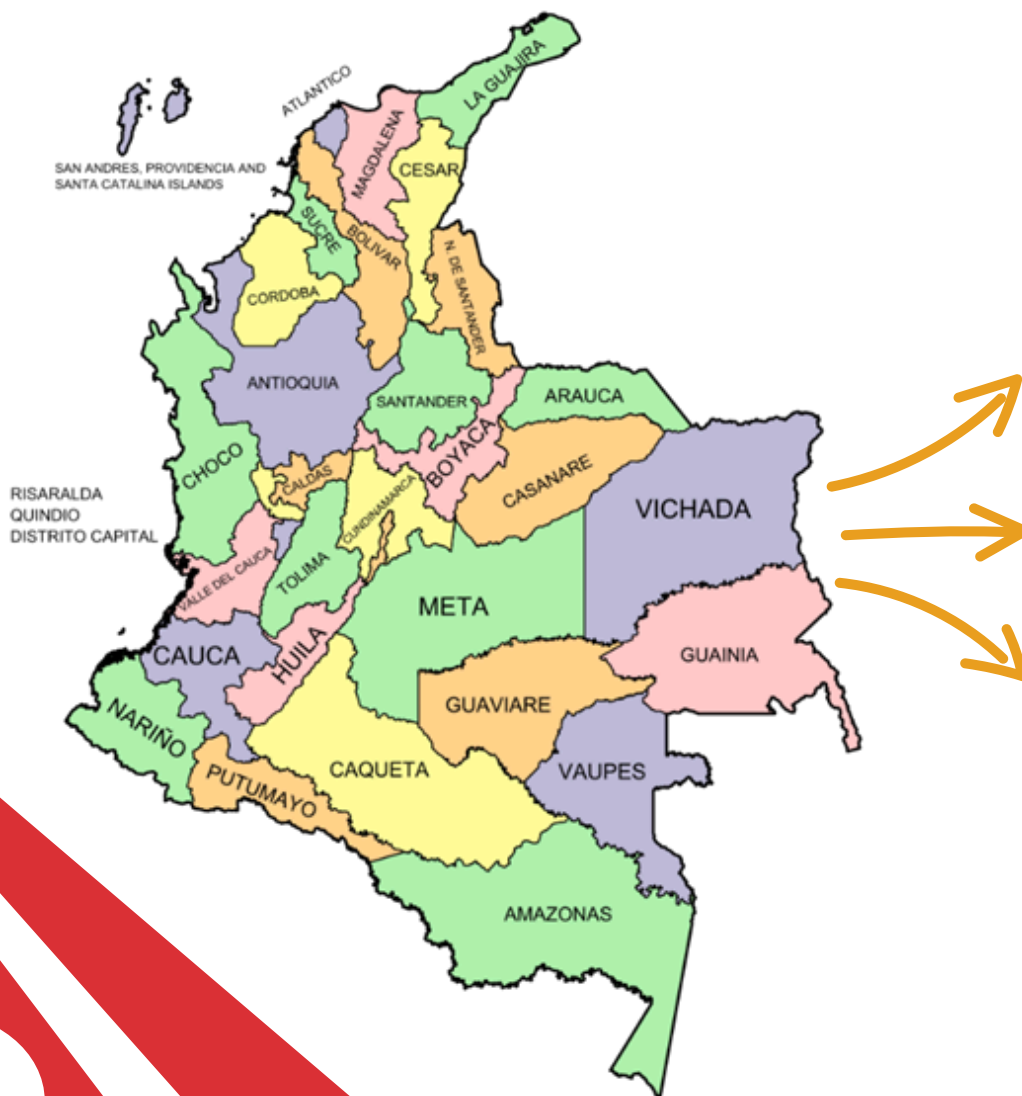 LA GUAJIRA
ATLANTICO
MAGDALENA
CESAR
SAN ANDRES, PROVIDENCIA AND
SANTA CATALINA ISLANDS
SUCRE
BOLIVAR
N. DE SANTANDER
CORDOBA
ANTIOQUIA
SANTANDER
ARAUCA
BOYACA
CHOCO
CALDAS
CASANARE
RISARALDA
QUINDIO
DISTRITO CAPITAL
CUNDINAMARCA
VICHADA
VALLE DEL CAUCA
TOLIMA
META
CAUCA
HUILA
GUAINIA
NARIÑO
GUAVIARE
PUTUMAYO
CAQUETA
VAUPES
AMAZONAS